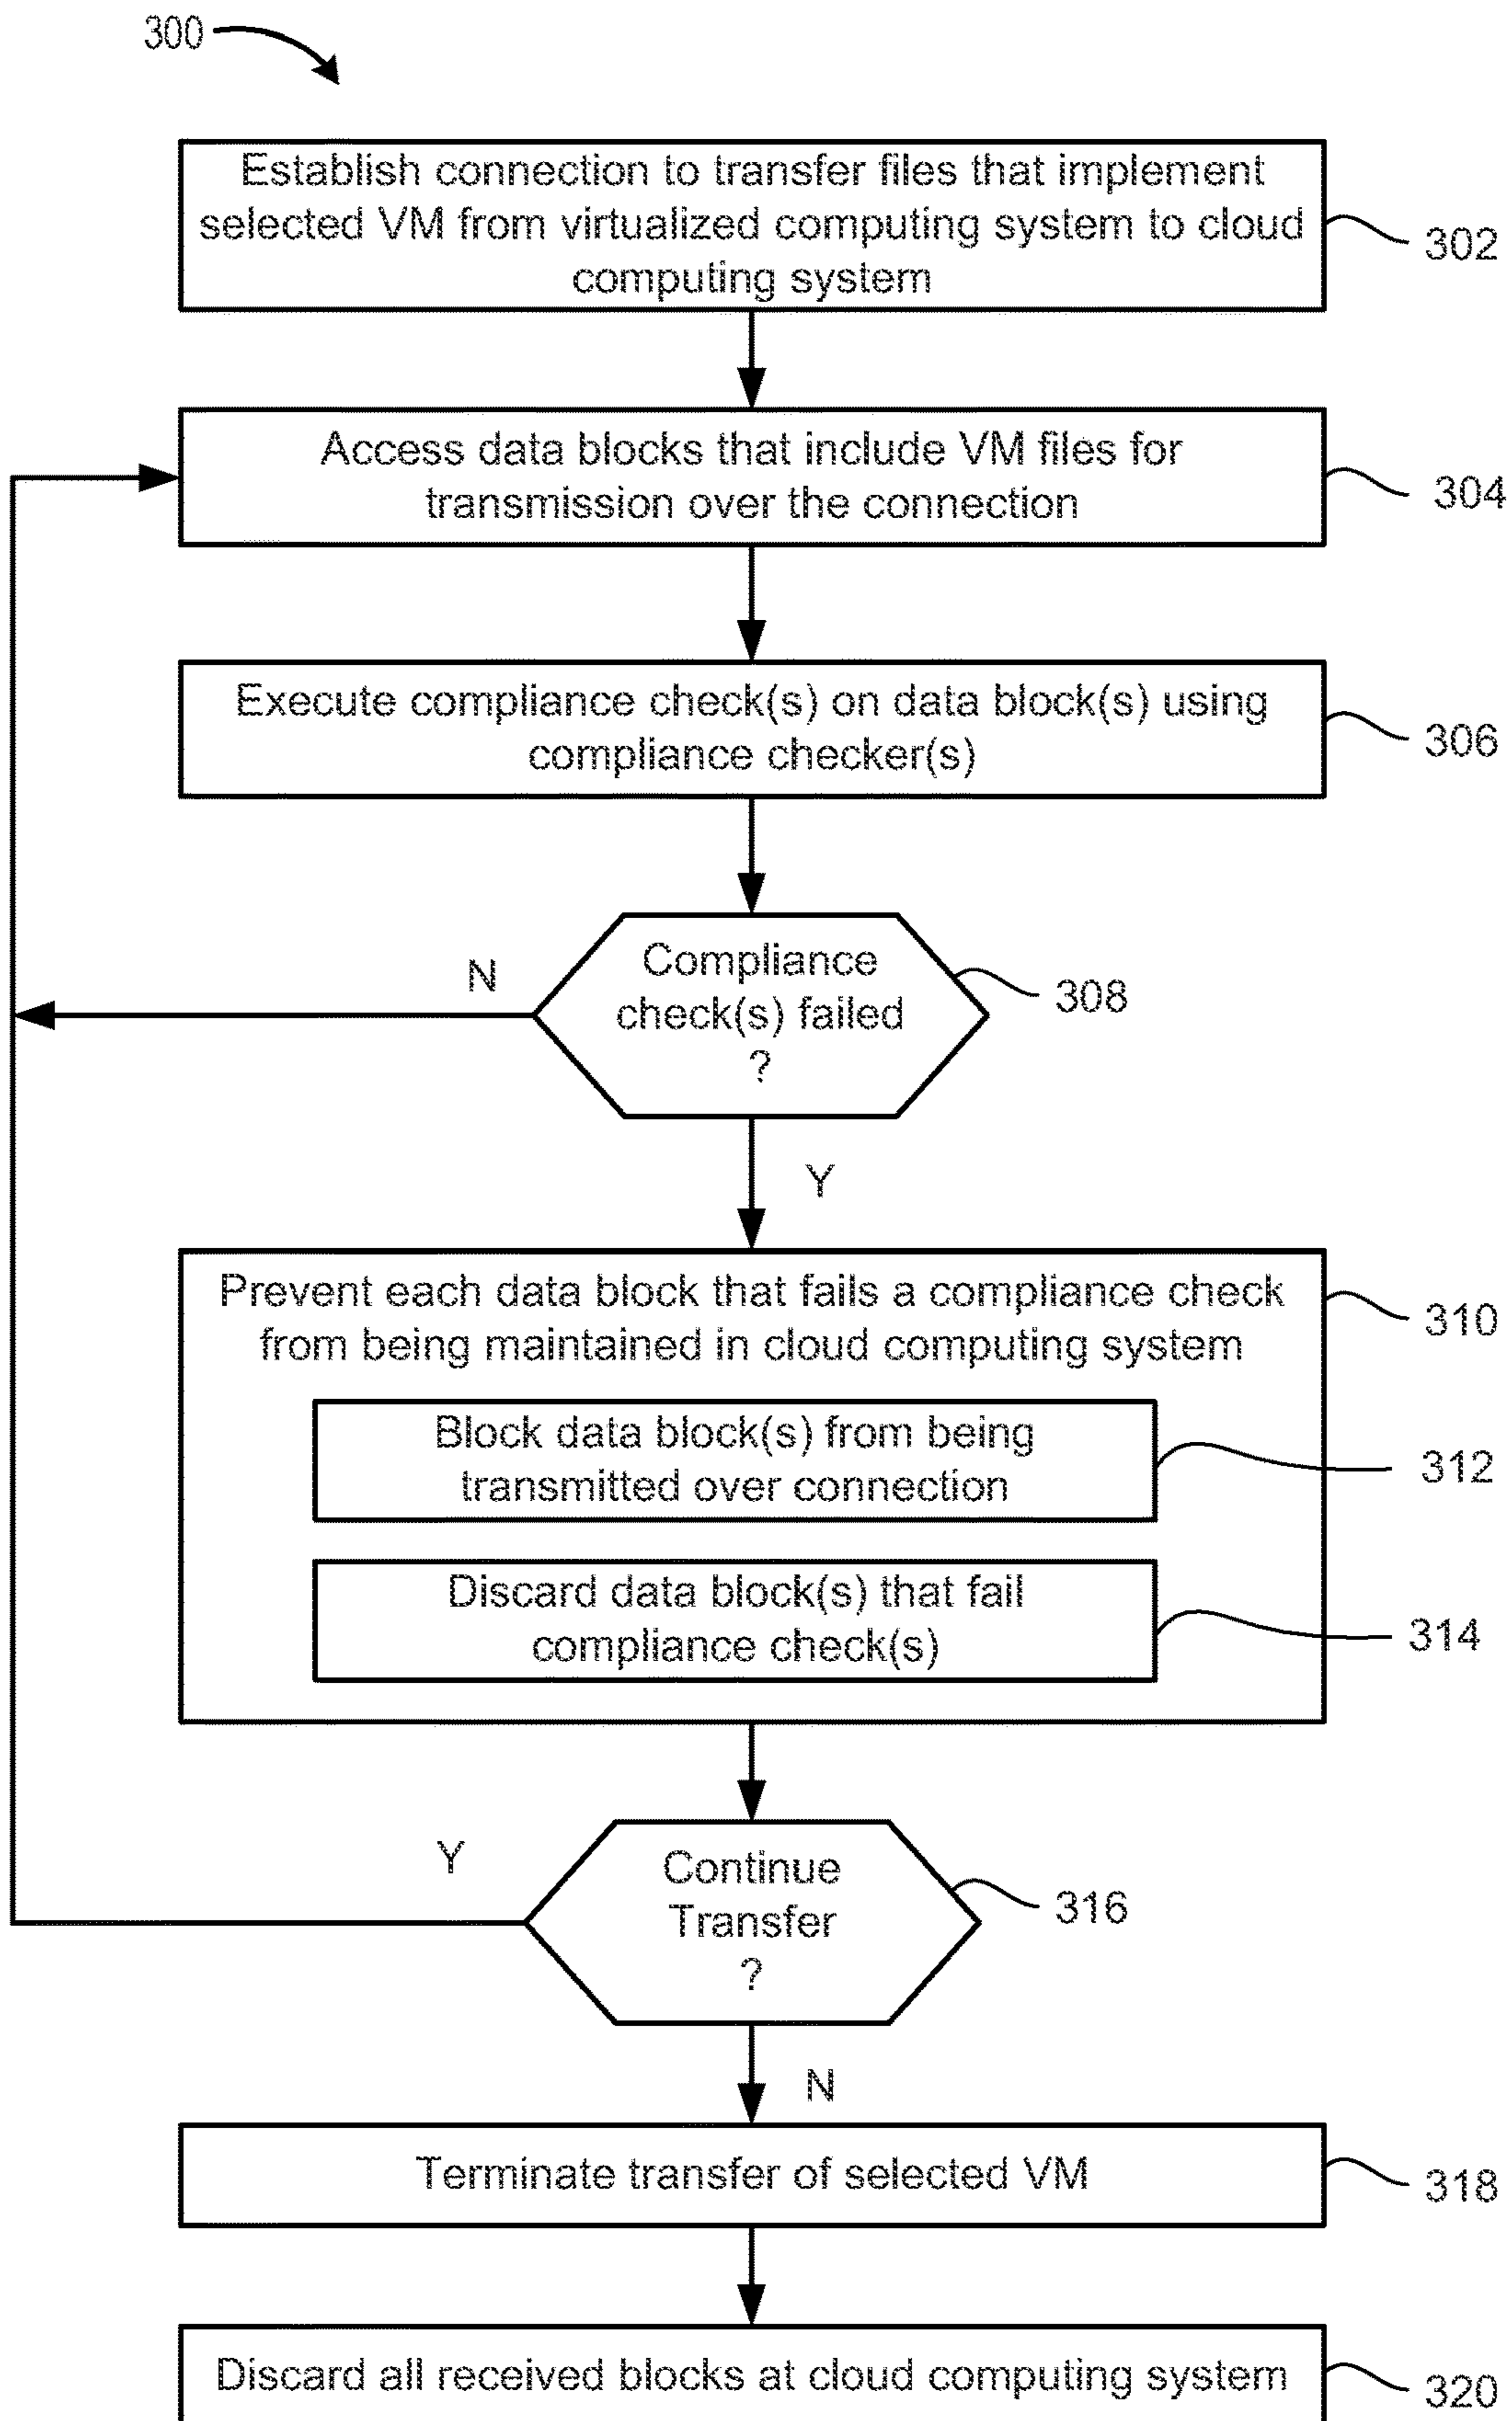 300
Establish connection to transfer files that implement
selected VM from virtualized computing system to cloud
computing system
302
Access data blocks that include VM files for
transmission over the connection
304
Execute compliance check(s) on data block(s) using
compliance checker(s)
306
Compliance
check(s) failed
?
308
N
Y
Prevent each data block that fails a compliance check
from being maintained in cloud computing system
310
Block data block(s) from being
transmitted over connection
312
Discard data block(s) that fail
compliance check(s)
314
Y
Continue
Transfer
?
316
N
Terminate transfer of selected VM
318
Discard all received blocks at cloud computing system
320